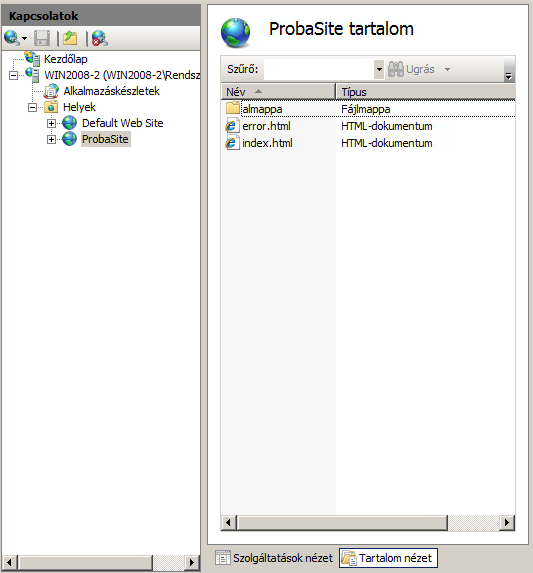 Kapcsolatok
Kezdőlap
WIN2008-2 (WIN2008-2\Rendsz
Alkalmazáskészletek
Helyek
Default Web Site
ProbaSite
ProbaSite tartalom
Szűrő:
Ugrás
Név Típus
almappa Fájlmappa
error.html HTML-dokumentum
index.html HTML-dokumentum
Szolgáltatások nézet
Tartalom nézet